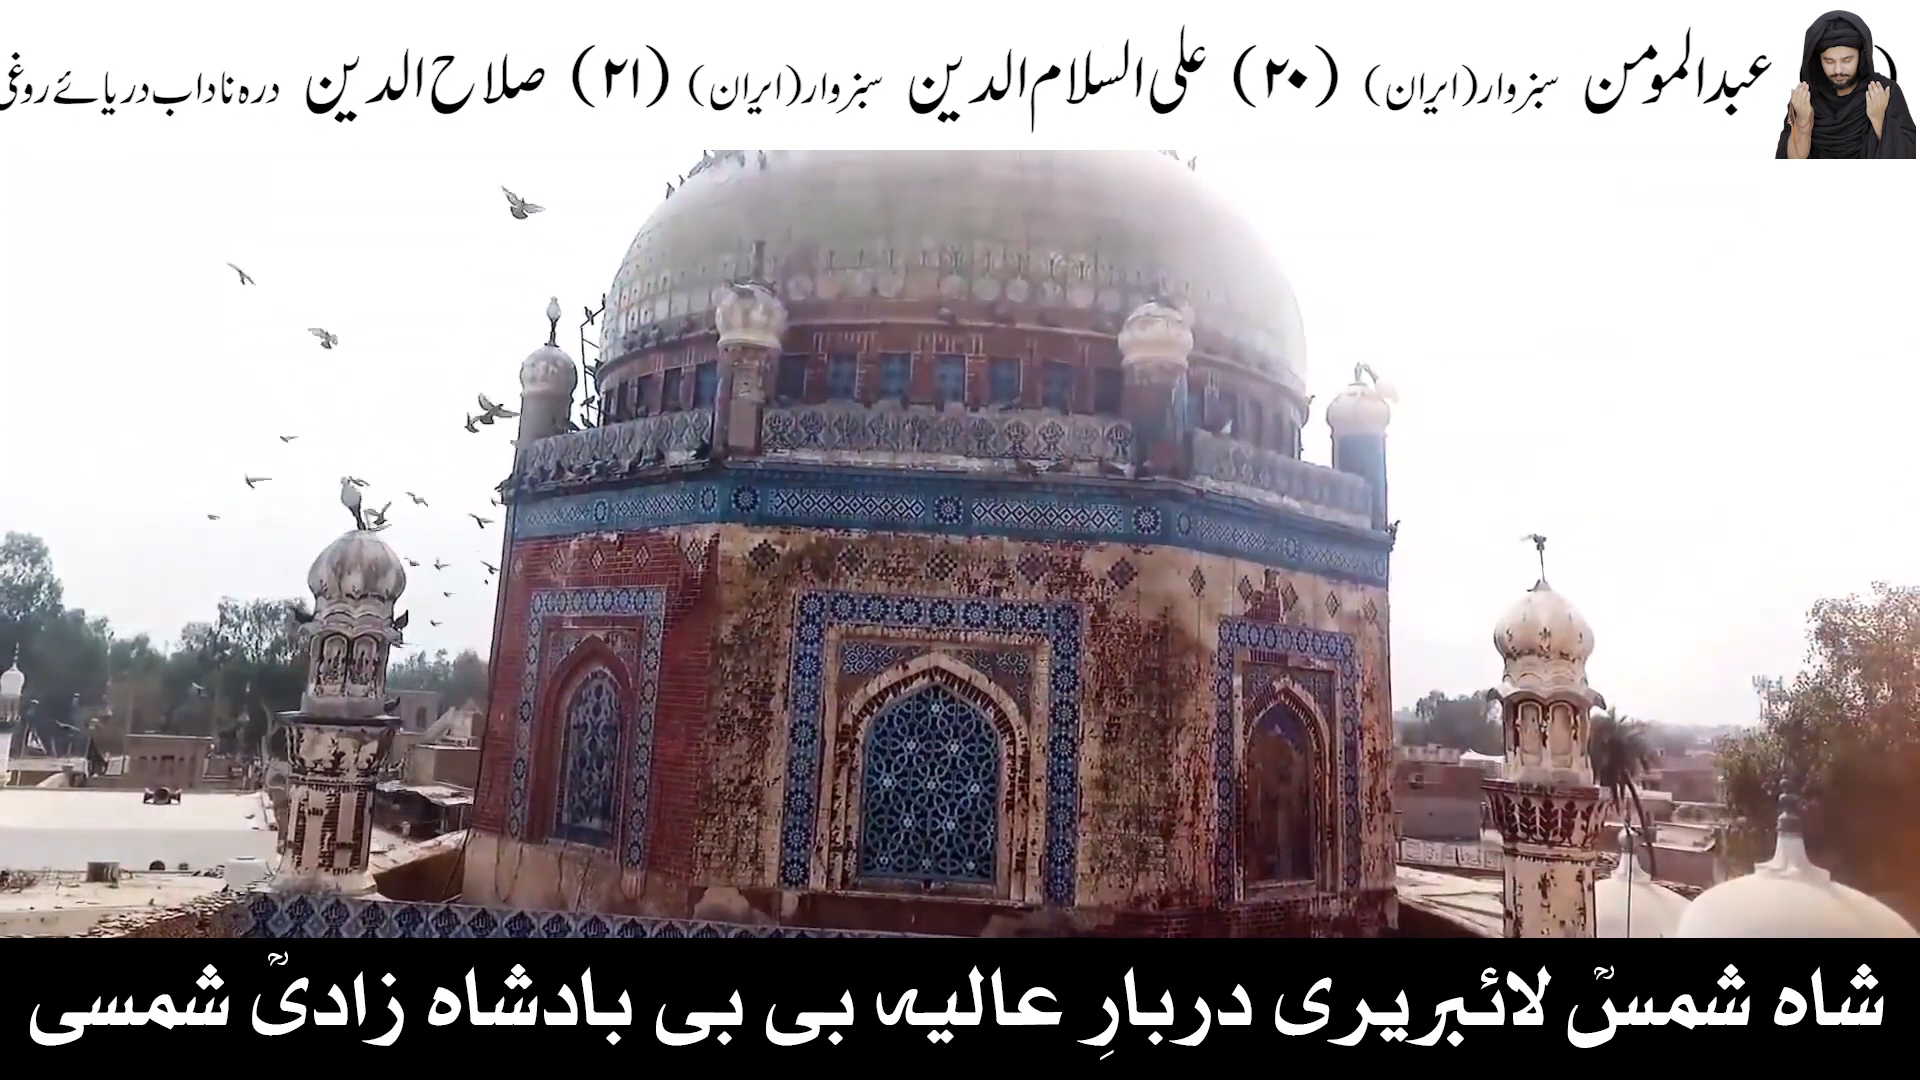 عبدالمومن سبزوار(ایران) (۲۰) علی السلام الدین سبزوار(ایران) (۲۱) صلاح الدین درہ ناداب دریائے روغی
شاہ شمسؒ لائبریری دربارِ عالیہ بی بی بادشاہ زادیؒ شمسی